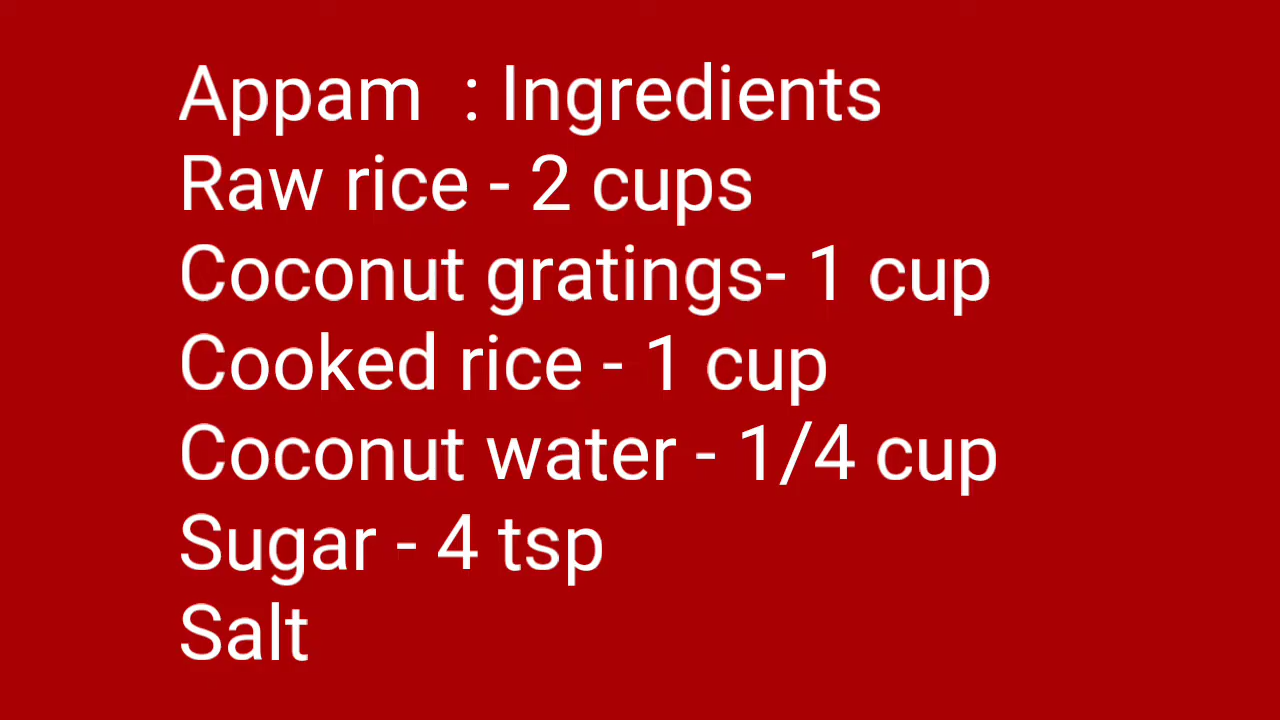 Appam  : Ingredients
Raw rice - 2 cups
Coconut gratings- 1 cup
Cooked rice - 1 cup
Coconut water - 1/4 cup
Sugar - 4 tsp
Salt